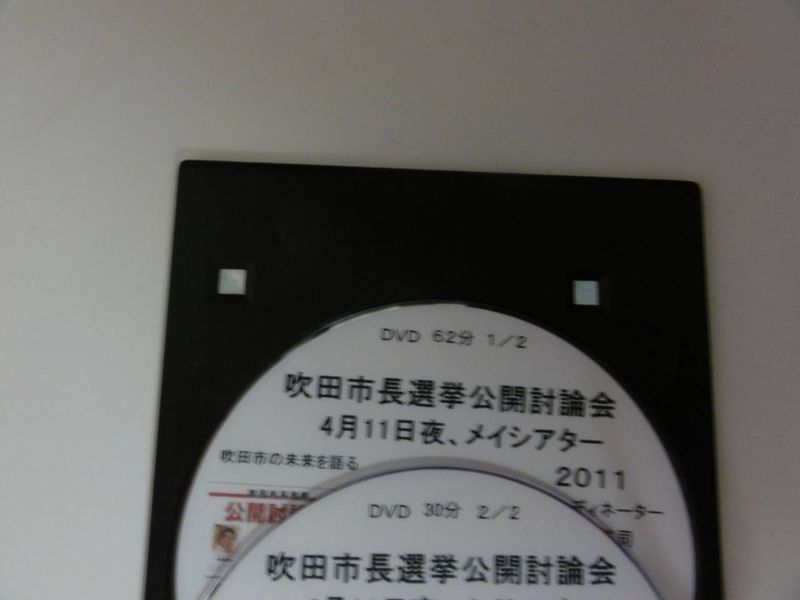 DVD 62分 1/2
吹田市長選挙公開討論会
4月11日夜、メイシアター
吹田市の未来を語る
2011
公開討
ディネーター
司
DVD 30分 2/2
吹田市長選挙公開討論会